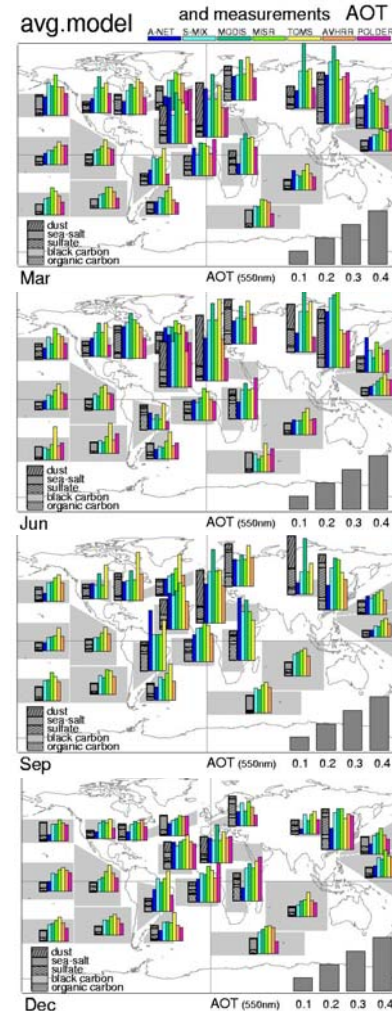 avg.model and measurements AOT
A-NET S-MIX MODIS MISR TOMS AVHRR POLDER
dust
sea-salt
sulfate
black carbon
organic carbon
Mar AOT (550nm) 0.1 0.2 0.3 0.4
dust
sea-salt
sulfate
black carbon
organic carbon
Jun AOT (550nm) 0.1 0.2 0.3 0.4
dust
sea-salt
sulfate
black carbon
organic carbon
Sep AOT (550nm) 0.1 0.2 0.3 0.4
dust
sea-salt
sulfate
black carbon
organic carbon
Dec AOT (550nm) 0.1 0.2 0.3 0.4